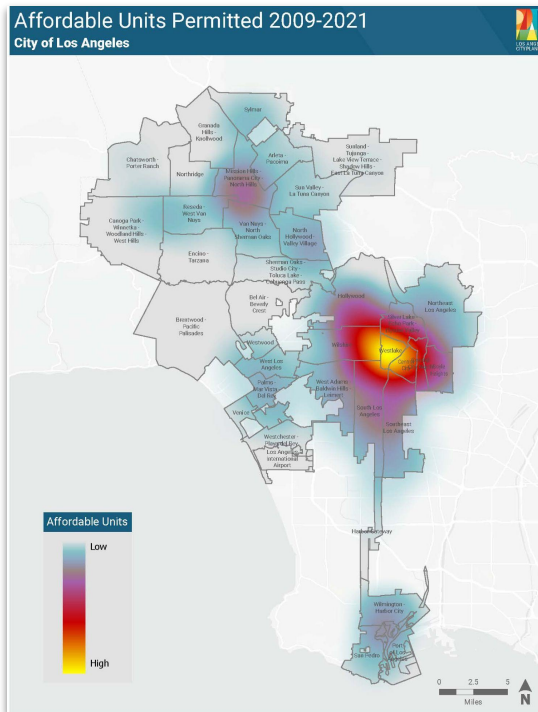 Affordable Units Permitted 2009-2021
City of Los Angeles
Sylmar
Granada
Hills -
Knollwood
Arleta -
Pacoima
Sunland -
Tujunga -
Lake View Terrace -
Shadow Hills -
East La Tuna Canyon
Chatsworth -
Porter Ranch
Northridge
Mission Hills -
Panorama City -
North Hills
Sun Valley -
La Tuna Canyon
Reseda -
West Van
Nuys
Canoga Park -
Winnetka -
Woodland Hills -
West Hills
Van Nuys -
North
Sherman Oaks
North
Hollywood -
Valley Village
Encino -
Tarzana
Sherman Oaks -
Studio City -
Toluca Lake -
Cahuenga Pass
Bel Air -
Beverly
Crest
Hollywood
Northeast
Los Angeles
Brentwood -
Pacific
Palisades
Westwood
Silver Lake -
Wilshire
Westlake
West Los
Angeles
Palms -
Mar Vista -
Del Rey
West Adams -
Baldwin Hills -
Leimert
South Los
Angeles
Venice
Southeast
Los Angeles
Westchester -
Playa del Rey
Los Angeles
International
Airport
Affordable Units
Low
High
Harbor Gateway
Wilmington -
Harbor City
Port
of Los
Angeles
San Pedro
0 2.5 5
Miles
N